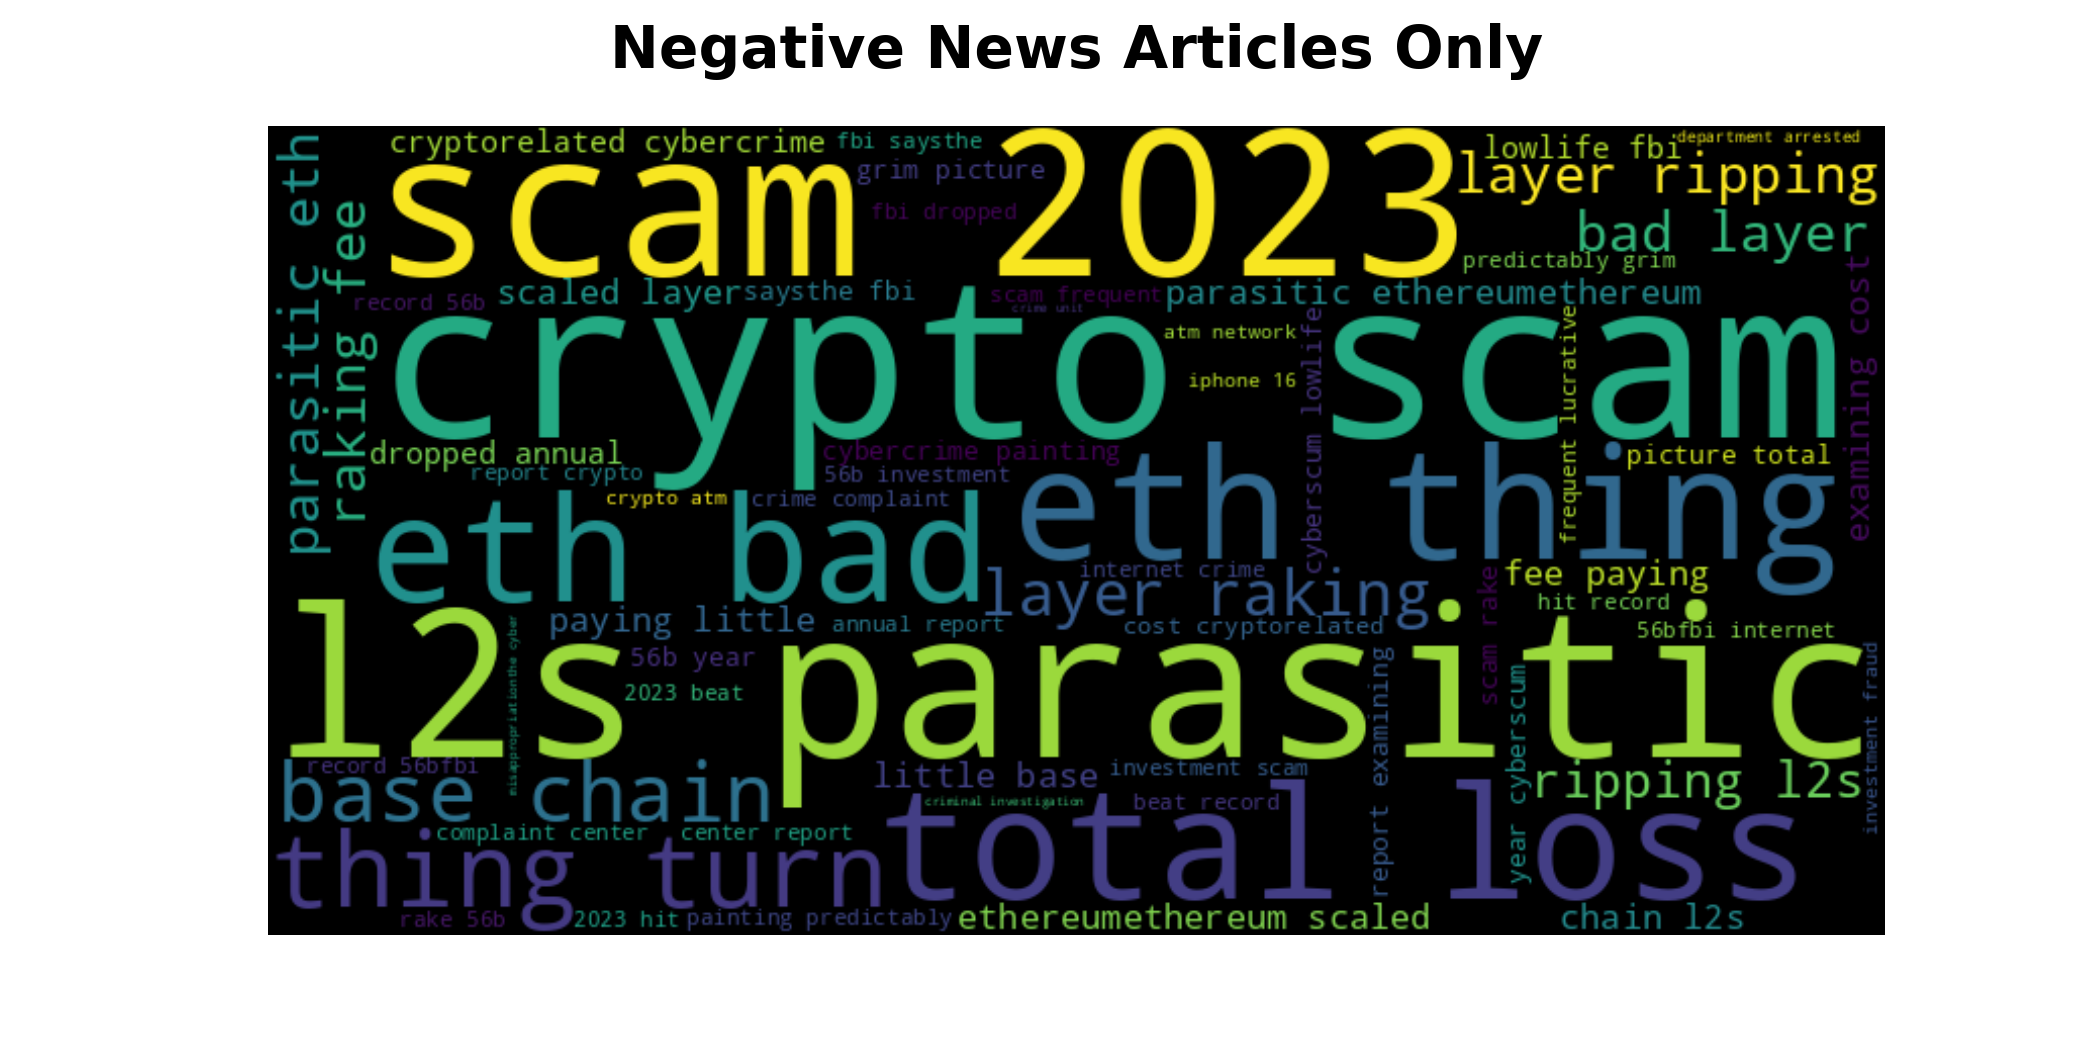 Negative News Articles Only
cryptorelated cybercrime
fbi saysthe
lowlife fbi
department arrested
scam 2023
grim picture
layer ripping
fbi dropped
bad layer
parasitic eth
raking fee
predictably grim
record 56b
scaled layer
saysthe fbi
scam frequent
parasitic ethereumethereum
crime unit
crypto scam
atm network
iphone 16
cyberscum lowlife
frequent lucrative
examining cost
dropped annual
cybercrime painting
picture total
report crypto
56b investment
eth thing
crypto atm
crime complaint
eth bad
internet crime
layer raking
fee paying
scam rake
hit record
paying little
annual report
cost cryptorelated
56bfbi internet
misappropriationthe cyber
l2s parasitic
56b year
2023 beat
report examining
year cyberscum
investment fraud
record 56bfbi
base chain
little base
investment scam
ripping l2s
criminal investigation
beat record
total loss
complaint center
center report
thing turn
rake 56b
2023 hit
painting predictably
ethereumethereum scaled
chain l2s